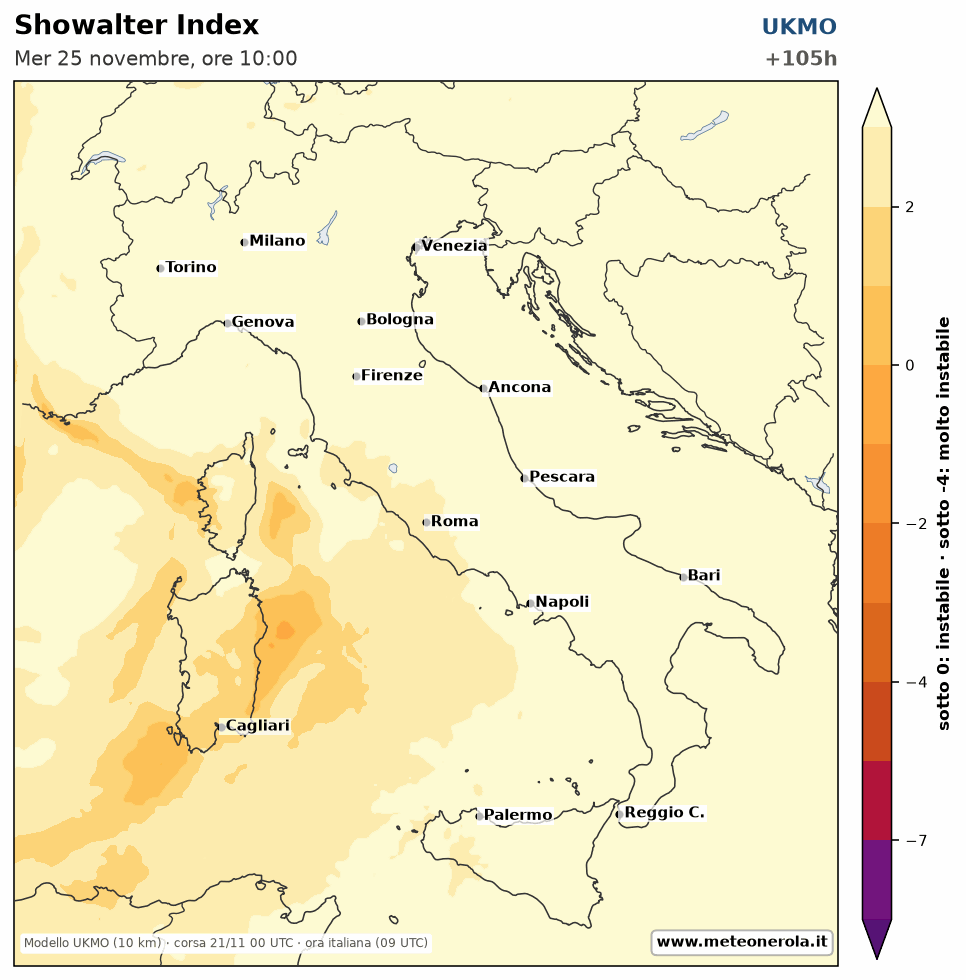 Showalter Index
UKMO
Mer 25 novembre, ore 10:00
+105h
Milano
Venezia
Torino
Genova
Bologna
Firenze
Ancona
Pescara
Roma
Bari
Napoli
Cagliari
Palermo
Reggio C.
2
0
−2
−4
−7
sotto 0: instabile · sotto -4: molto instabile
Modello UKMO (10 km) · corsa 21/11 00 UTC · ora italiana (09 UTC)
www.meteonerola.it